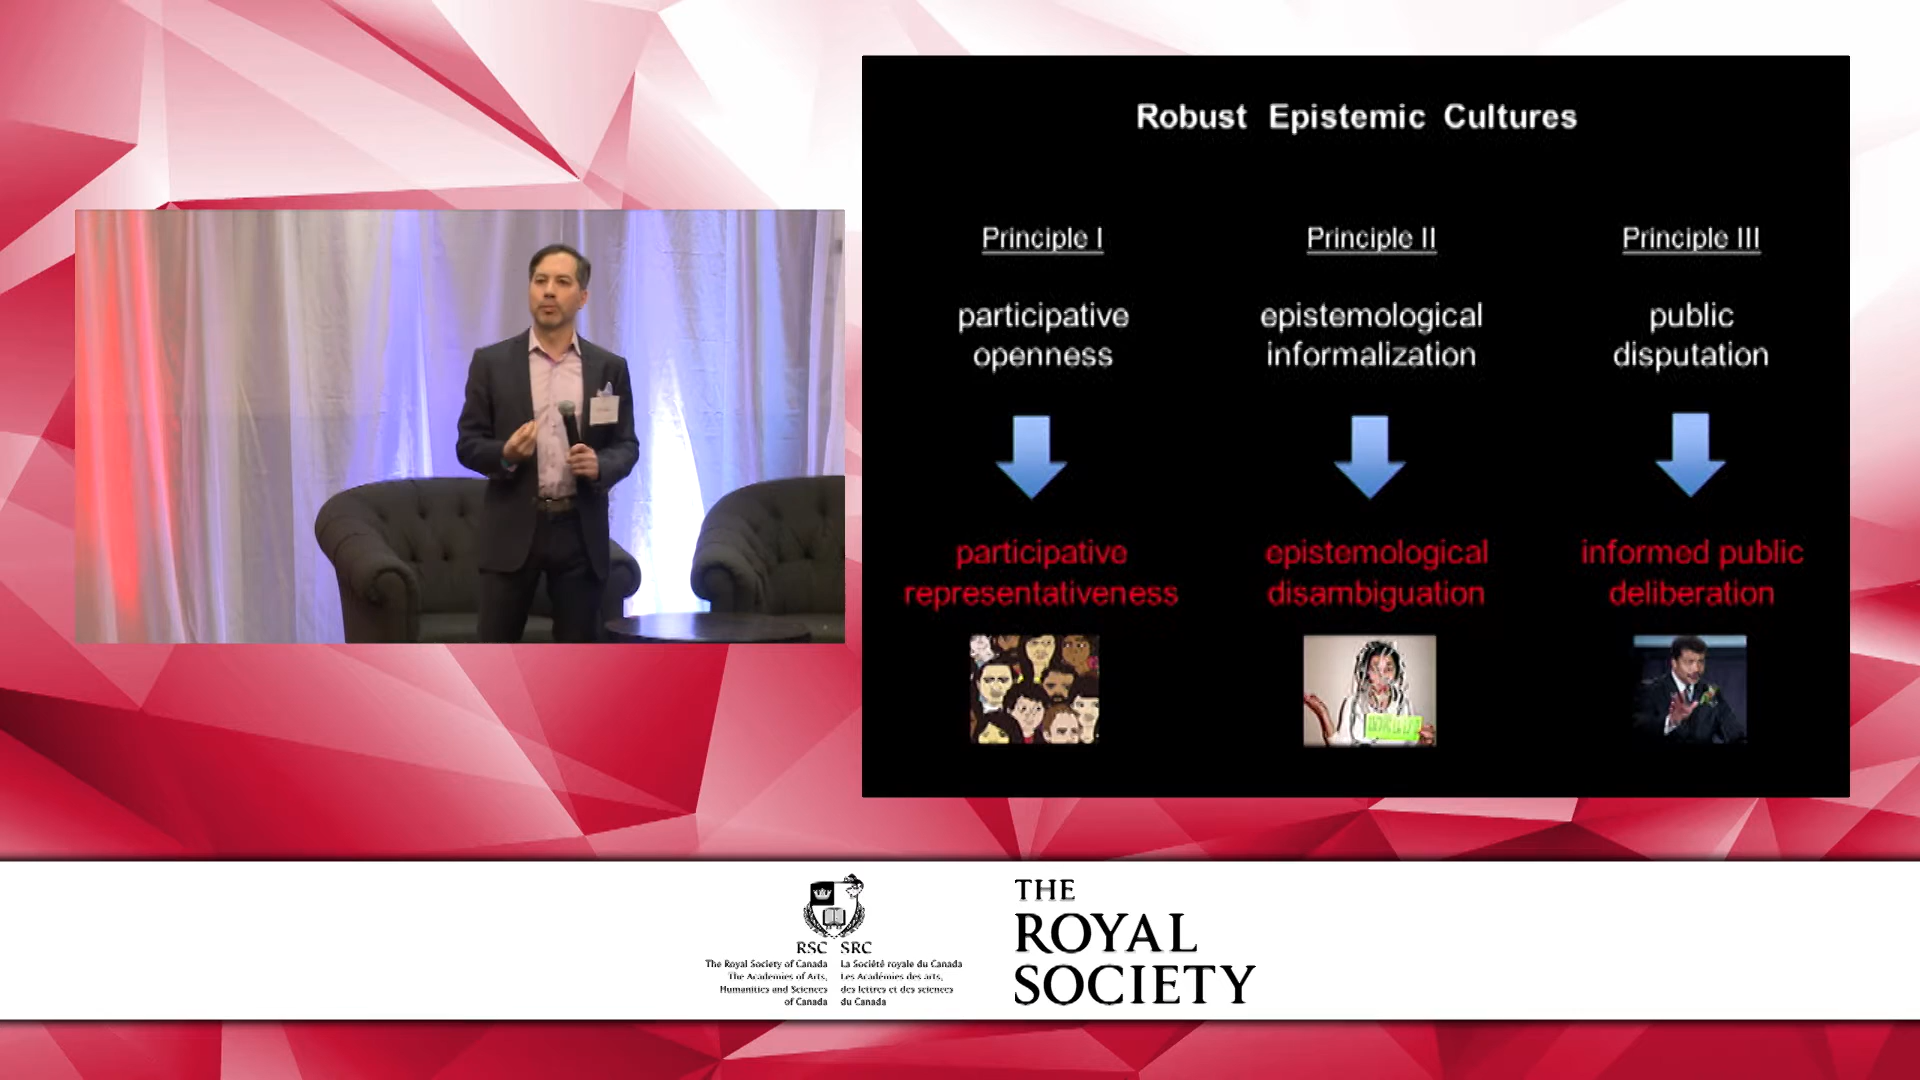 Robust Epistemic Cultures
Principle I
participative
openness
participative
representativeness
Principle II
epistemological
informalization
epistemological
disambiguation
Principle III
public
disputation
informed public
deliberation
RSC SRC
The Royal Society of Canada
The Academies of Arts,
Humanities and Sciences
of Canada
La Société royale du Canada
Les Académies des arts,
des lettres et des sciences
du Canada
THE
ROYAL
SOCIETY